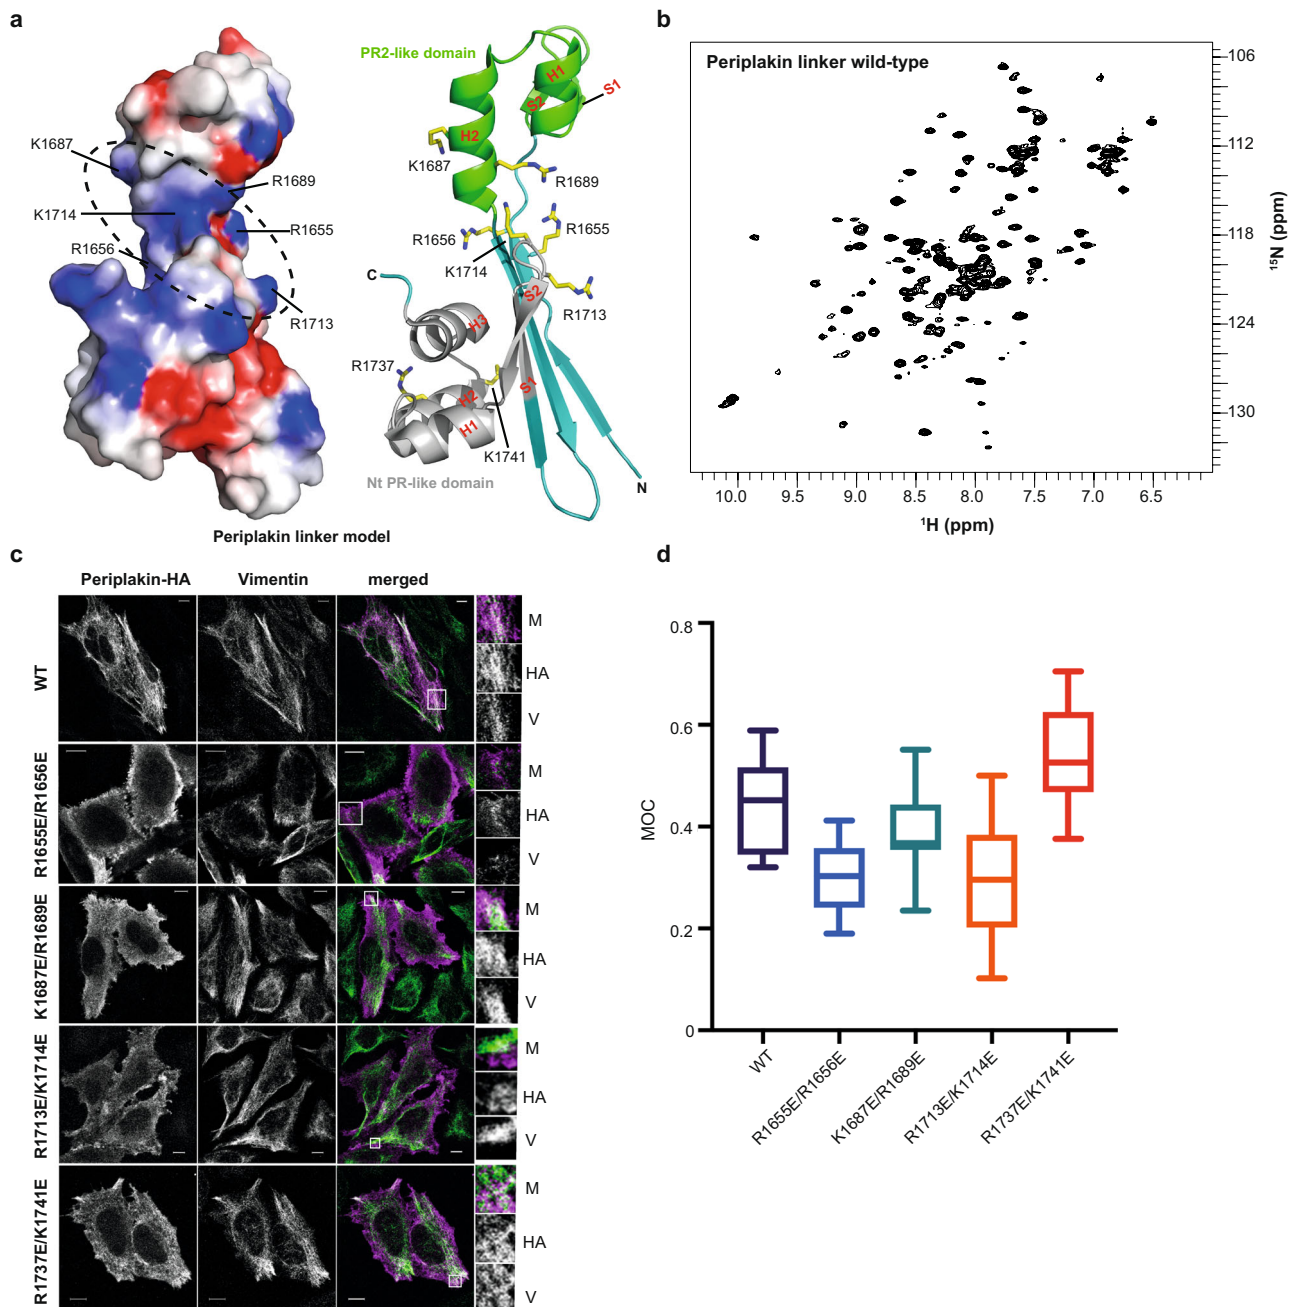 a
K1687
K1714
R1656
R1689
R1655
R1713
PR2-like domain
H1
S2
S1
H2
K1687
R1689
R1656
R1655
K1714
R1713
C
S2
H3
R1737
S1
H2
H1
K1741
N
Nt PR-like domain
Periplakin linker model
b
Periplakin linker wild-type
106
112
118
124
130
15N (ppm)
10.0 9.5 9.0 8.5 8.0 7.5 7.0 6.5
1H (ppm)
c
Periplakin-HA Vimentin merged
WT
M
HA
V
R1655E/R1656E
M
HA
V
K1687E/R1689E
M
HA
V
R1713E/K1714E
M
HA
V
R1737E/K1741E
M
HA
V
d
MOC
0.8
0.6
0.4
0.2
0
WT
R1655E/R1656E
K1687E/R1689E
R1713E/K1714E
R1737E/K1741E